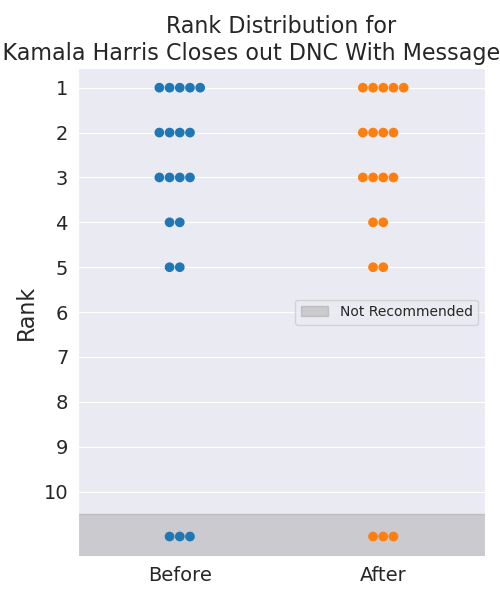 Rank Distribution for
Kamala Harris Closes out DNC With Message
Rank
1
2
3
4
5
6
7
8
9
10
Not Recommended
Before
After